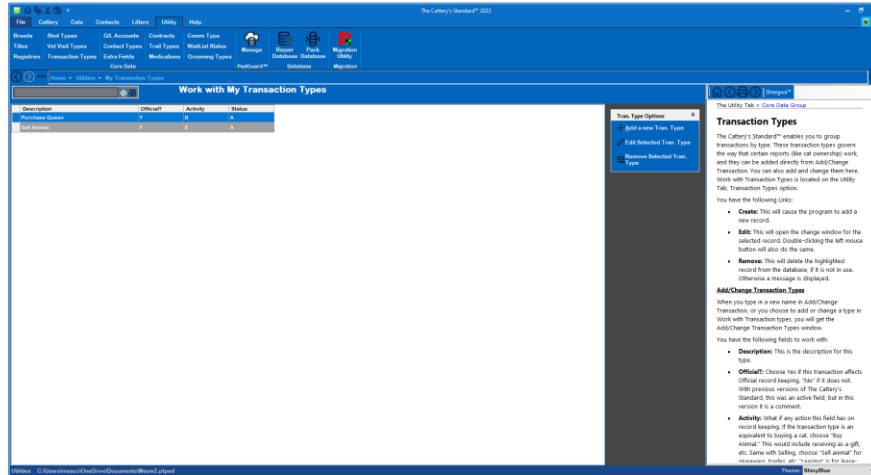 The Cattery's Standard™ 2023
File Cattery Cats Contacts Litters Utility Help
Breeds Shot Types G/L Accounts Contracts Comm Type
Titles Vet Visit Types Contact Types Trait Types WaitList Status
Registries Transaction Types Extra Fields Medications Grooming Types
Manage
Repair Database
Pack Database
Migration Utility
Core Data PedGuard™ Database Migration
Home Utilities My Transaction Types
Work with My Transaction Types
Description Official? Activity Status
Purchase Queen Y B A
Sell Animal Y S A
Tran. Type Options
Add a new Tran. Type
Edit Selected Tran. Type
Remove Selected Tran. Type
The Utility Tab > Core Data Group
Transaction Types
The Cattery's Standard™ enables you to group
transactions by type. These transaction types govern
the way that certain reports (like cat ownership) work,
and they can be added directly from Add/Change
Transaction. You can also add and change them here.
Work with Transaction Types is located on the Utility
Tab, Transaction Types option.
You have the following Links:
• Create: This will cause the program to add a
new record.
• Edit: This will open the change window for the
selected record. Double-clicking the left mouse
button will also do the same.
• Remove: This will delete the highlighted
record from the database, if it is not in use.
Otherwise a message is displayed.
Add/Change Transaction Types
When you type in a new name in Add/Change
Transaction, or you choose to add or change a type in
Work with Transaction types, you will get the
Add/Change Transaction Types window.
You have the following fields to work with:
• Description: This is the description for this
type.
• Official?: Choose Yes if this transaction affects
Official record keeping, "No" if it does not.
With previous versions of The Cattery's
Standard, this was an active field, but in this
version it is a comment.
• Activity: What if any action this field has on
record keeping. If the transaction type is an
equivalent to buying a cat, choose "Buy
Animal." This would include receiving as a gift,
etc. Same with Selling, choose "Sell animal" for
giveaways, trades, etc. "Leasing" is for lease-
Utilities
Theme: ShinyBlue